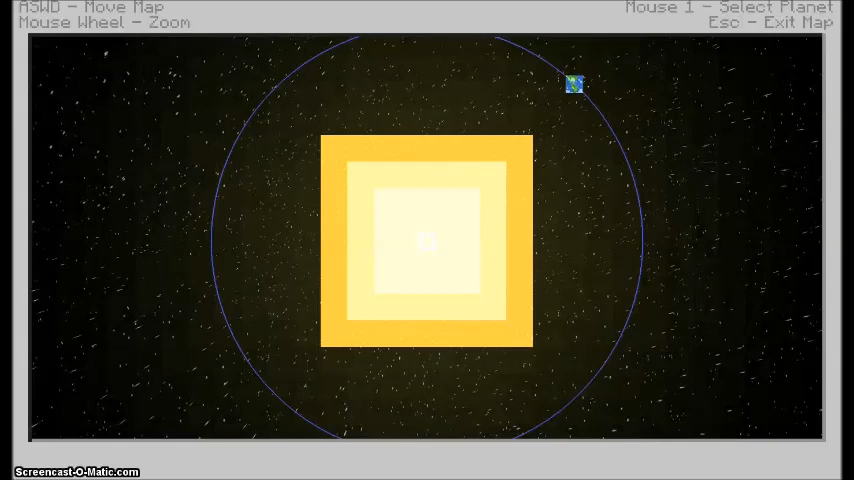 ASWD - Move Map
Mouse 1 - Select Planet
Mouse Wheel - Zoom
Esc - Exit Map
Screencast-O-Matic.com